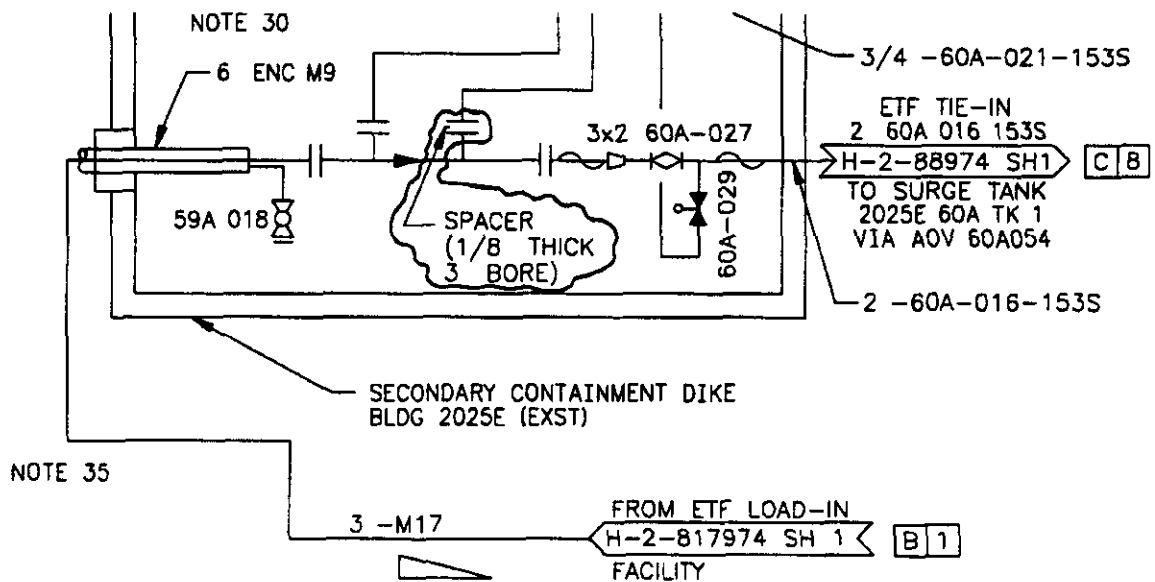 NOTE 30
6 ENC M9
3/4 -60A-021-153S
ETF TIE-IN
2 60A 016 153S
H-2-88974 SH1
C 8
TO SURGE TANK
2025E 60A TK 1
VIA AOV 60A054
3x2 60A-027
60A-029
59A 018
SPACER
(1/8 THICK
3 BORE)
2 -60A-016-153S
SECONDARY CONTAINMENT DIKE
BLDG 2025E (EXST)
NOTE 35
3 -M17
FROM ETF LOAD-IN
H-2-817974 SH 1
B 1
FACILITY